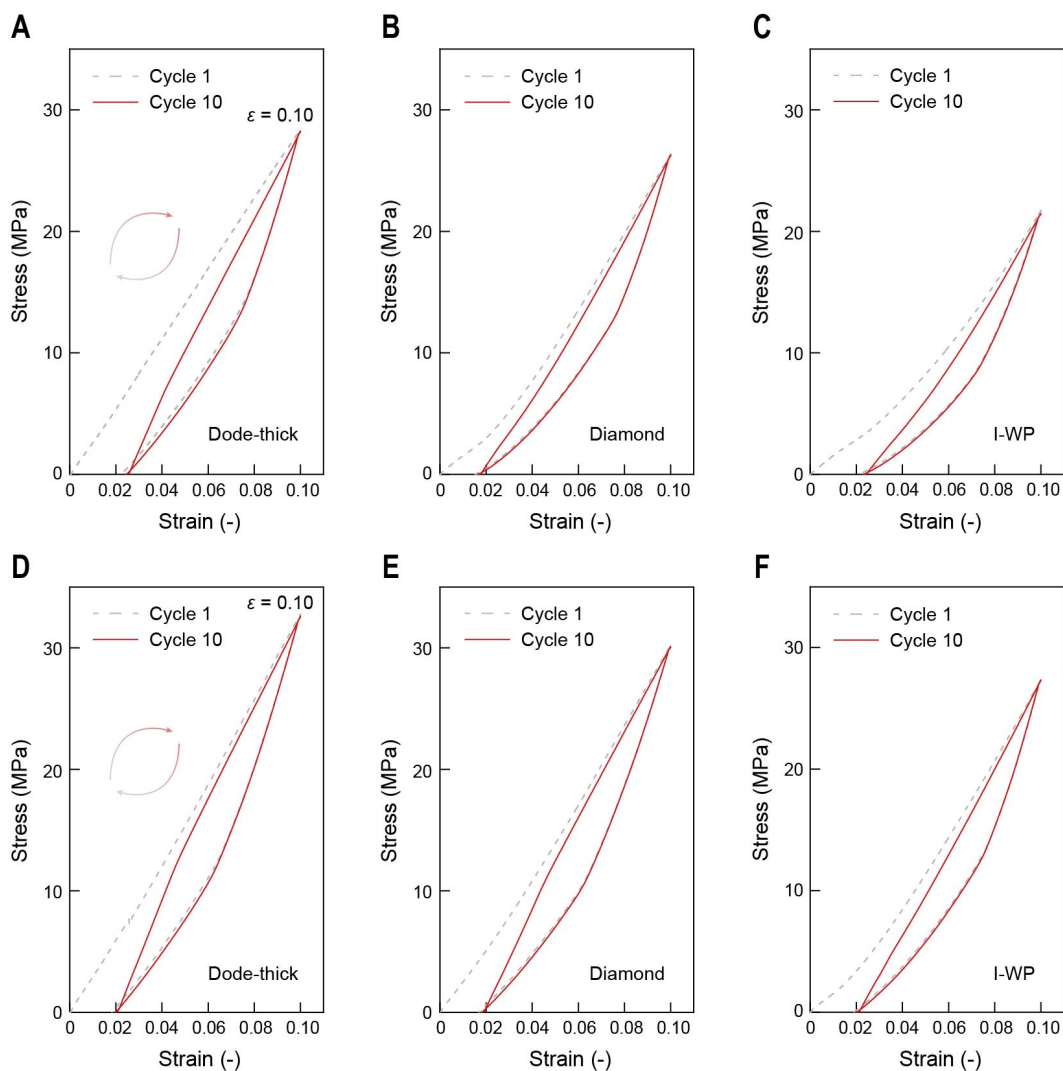 A
Cycle 1
Cycle 10
ε = 0.10
30
20
10
0
Stress (MPa)
Dode-thick
0 0.02 0.04 0.06 0.08 0.10
Strain (-)
B
Cycle 1
Cycle 10
30
20
10
0
Stress (MPa)
Diamond
0 0.02 0.04 0.06 0.08 0.10
Strain (-)
C
Cycle 1
Cycle 10
30
20
10
0
Stress (MPa)
I-WP
0 0.02 0.04 0.06 0.08 0.10
Strain (-)
D
Cycle 1
Cycle 10
ε = 0.10
30
20
10
0
Stress (MPa)
Dode-thick
0 0.02 0.04 0.06 0.08 0.10
Strain (-)
E
Cycle 1
Cycle 10
30
20
10
0
Stress (MPa)
Diamond
0 0.02 0.04 0.06 0.08 0.10
Strain (-)
F
Cycle 1
Cycle 10
30
20
10
0
Stress (MPa)
I-WP
0 0.02 0.04 0.06 0.08 0.10
Strain (-)